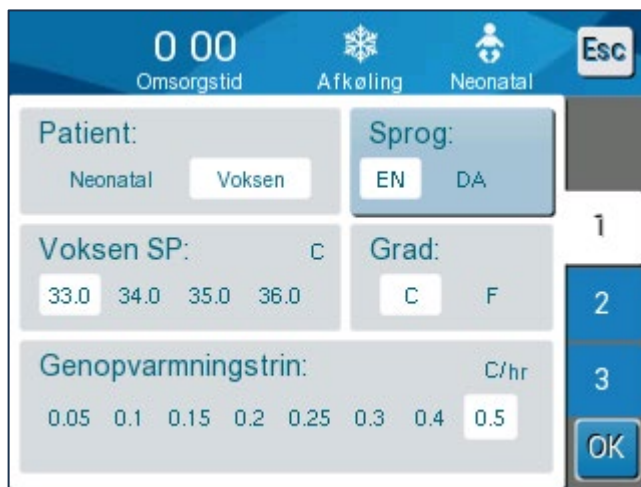 0 00
Omsorgstid
Afkøling
Neonatal
Esc
Patient:
Neonatal Voksen
Sprog:
EN DA
Voksen SP: C
33.0 34.0 35.0 36.0
Grad:
C F
Genopvarmningstrin: C/hr
0.05 0.1 0.15 0.2 0.25 0.3 0.4 0.5
1
2
3
OK